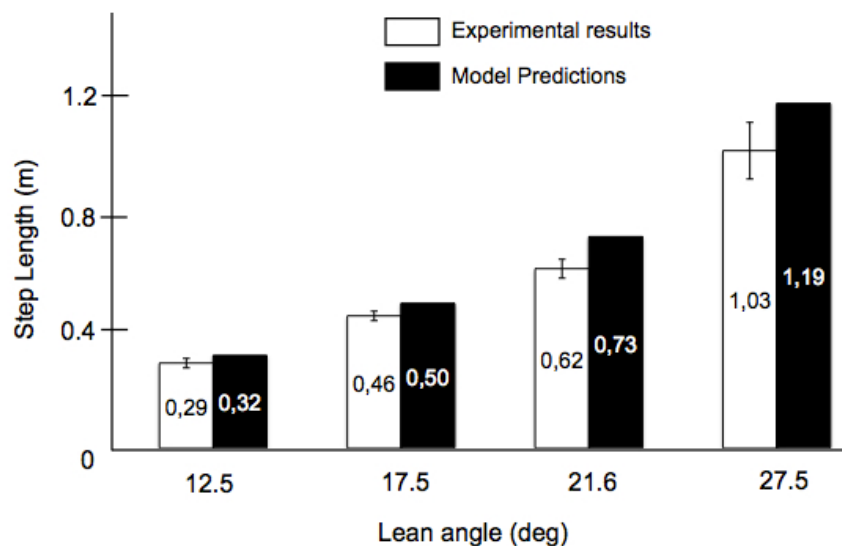 Experimental results
Model Predictions
1.2
0.8
0.4
0
Step Length (m)
0,29
0,32
0,46
0,50
0,62
0,73
1,03
1,19
12.5 17.5 21.6 27.5
Lean angle (deg)